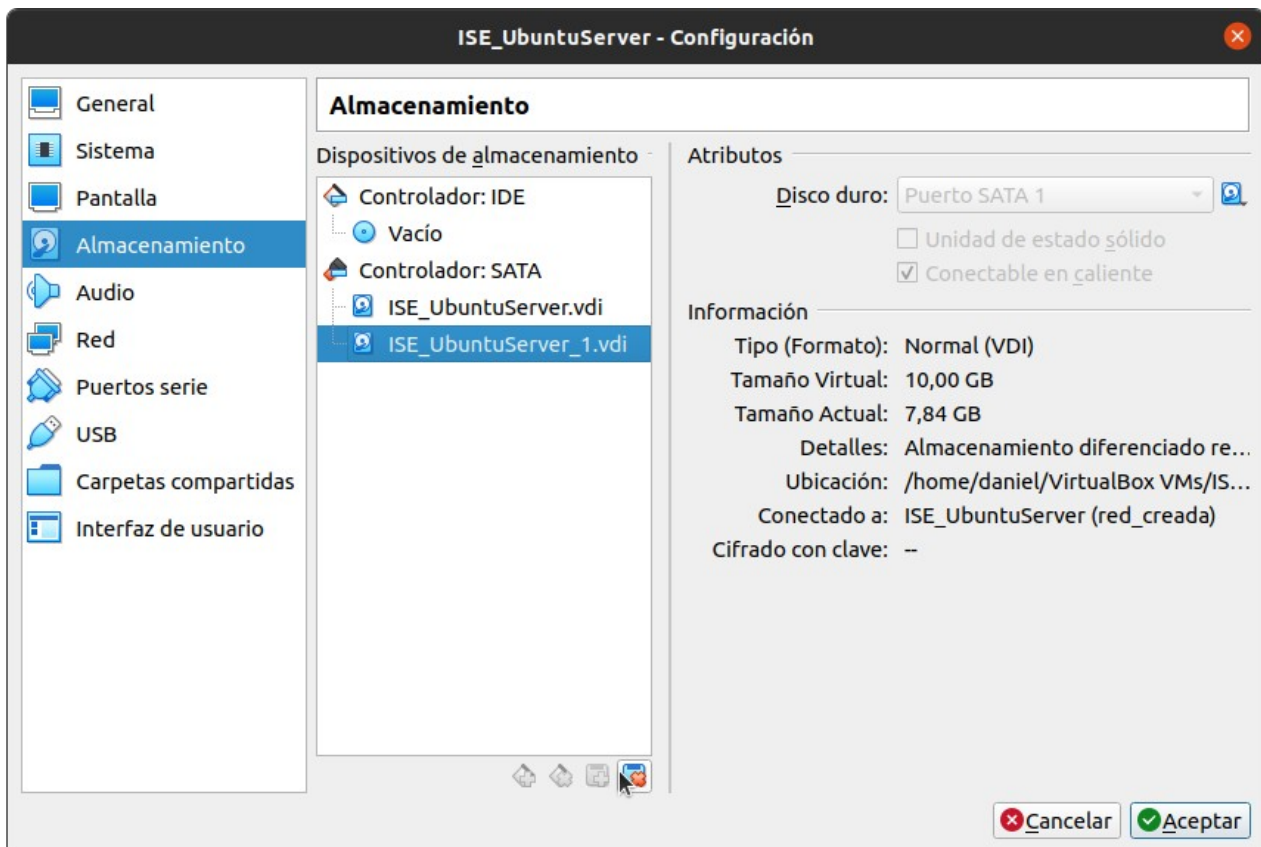 ISE_UbuntuServer - Configuración
General
Sistema
Pantalla
Almacenamiento
Audio
Red
Puertos serie
USB
Carpetas compartidas
Interfaz de usuario
Almacenamiento
Dispositivos de almacenamiento
Controlador: IDE
Vacío
Controlador: SATA
ISE_UbuntuServer.vdi
ISE_UbuntuServer_1.vdi
Atributos
Disco duro: Puerto SATA 1
Unidad de estado sólido
Conectable en caliente
Información
Tipo (Formato): Normal (VDI)
Tamaño Virtual: 10,00 GB
Tamaño Actual: 7,84 GB
Detalles: Almacenamiento diferenciado re...
Ubicación: /home/daniel/VirtualBox VMs/IS...
Conectado a: ISE_UbuntuServer (red_creada)
Cifrado con clave: --
Cancelar Aceptar